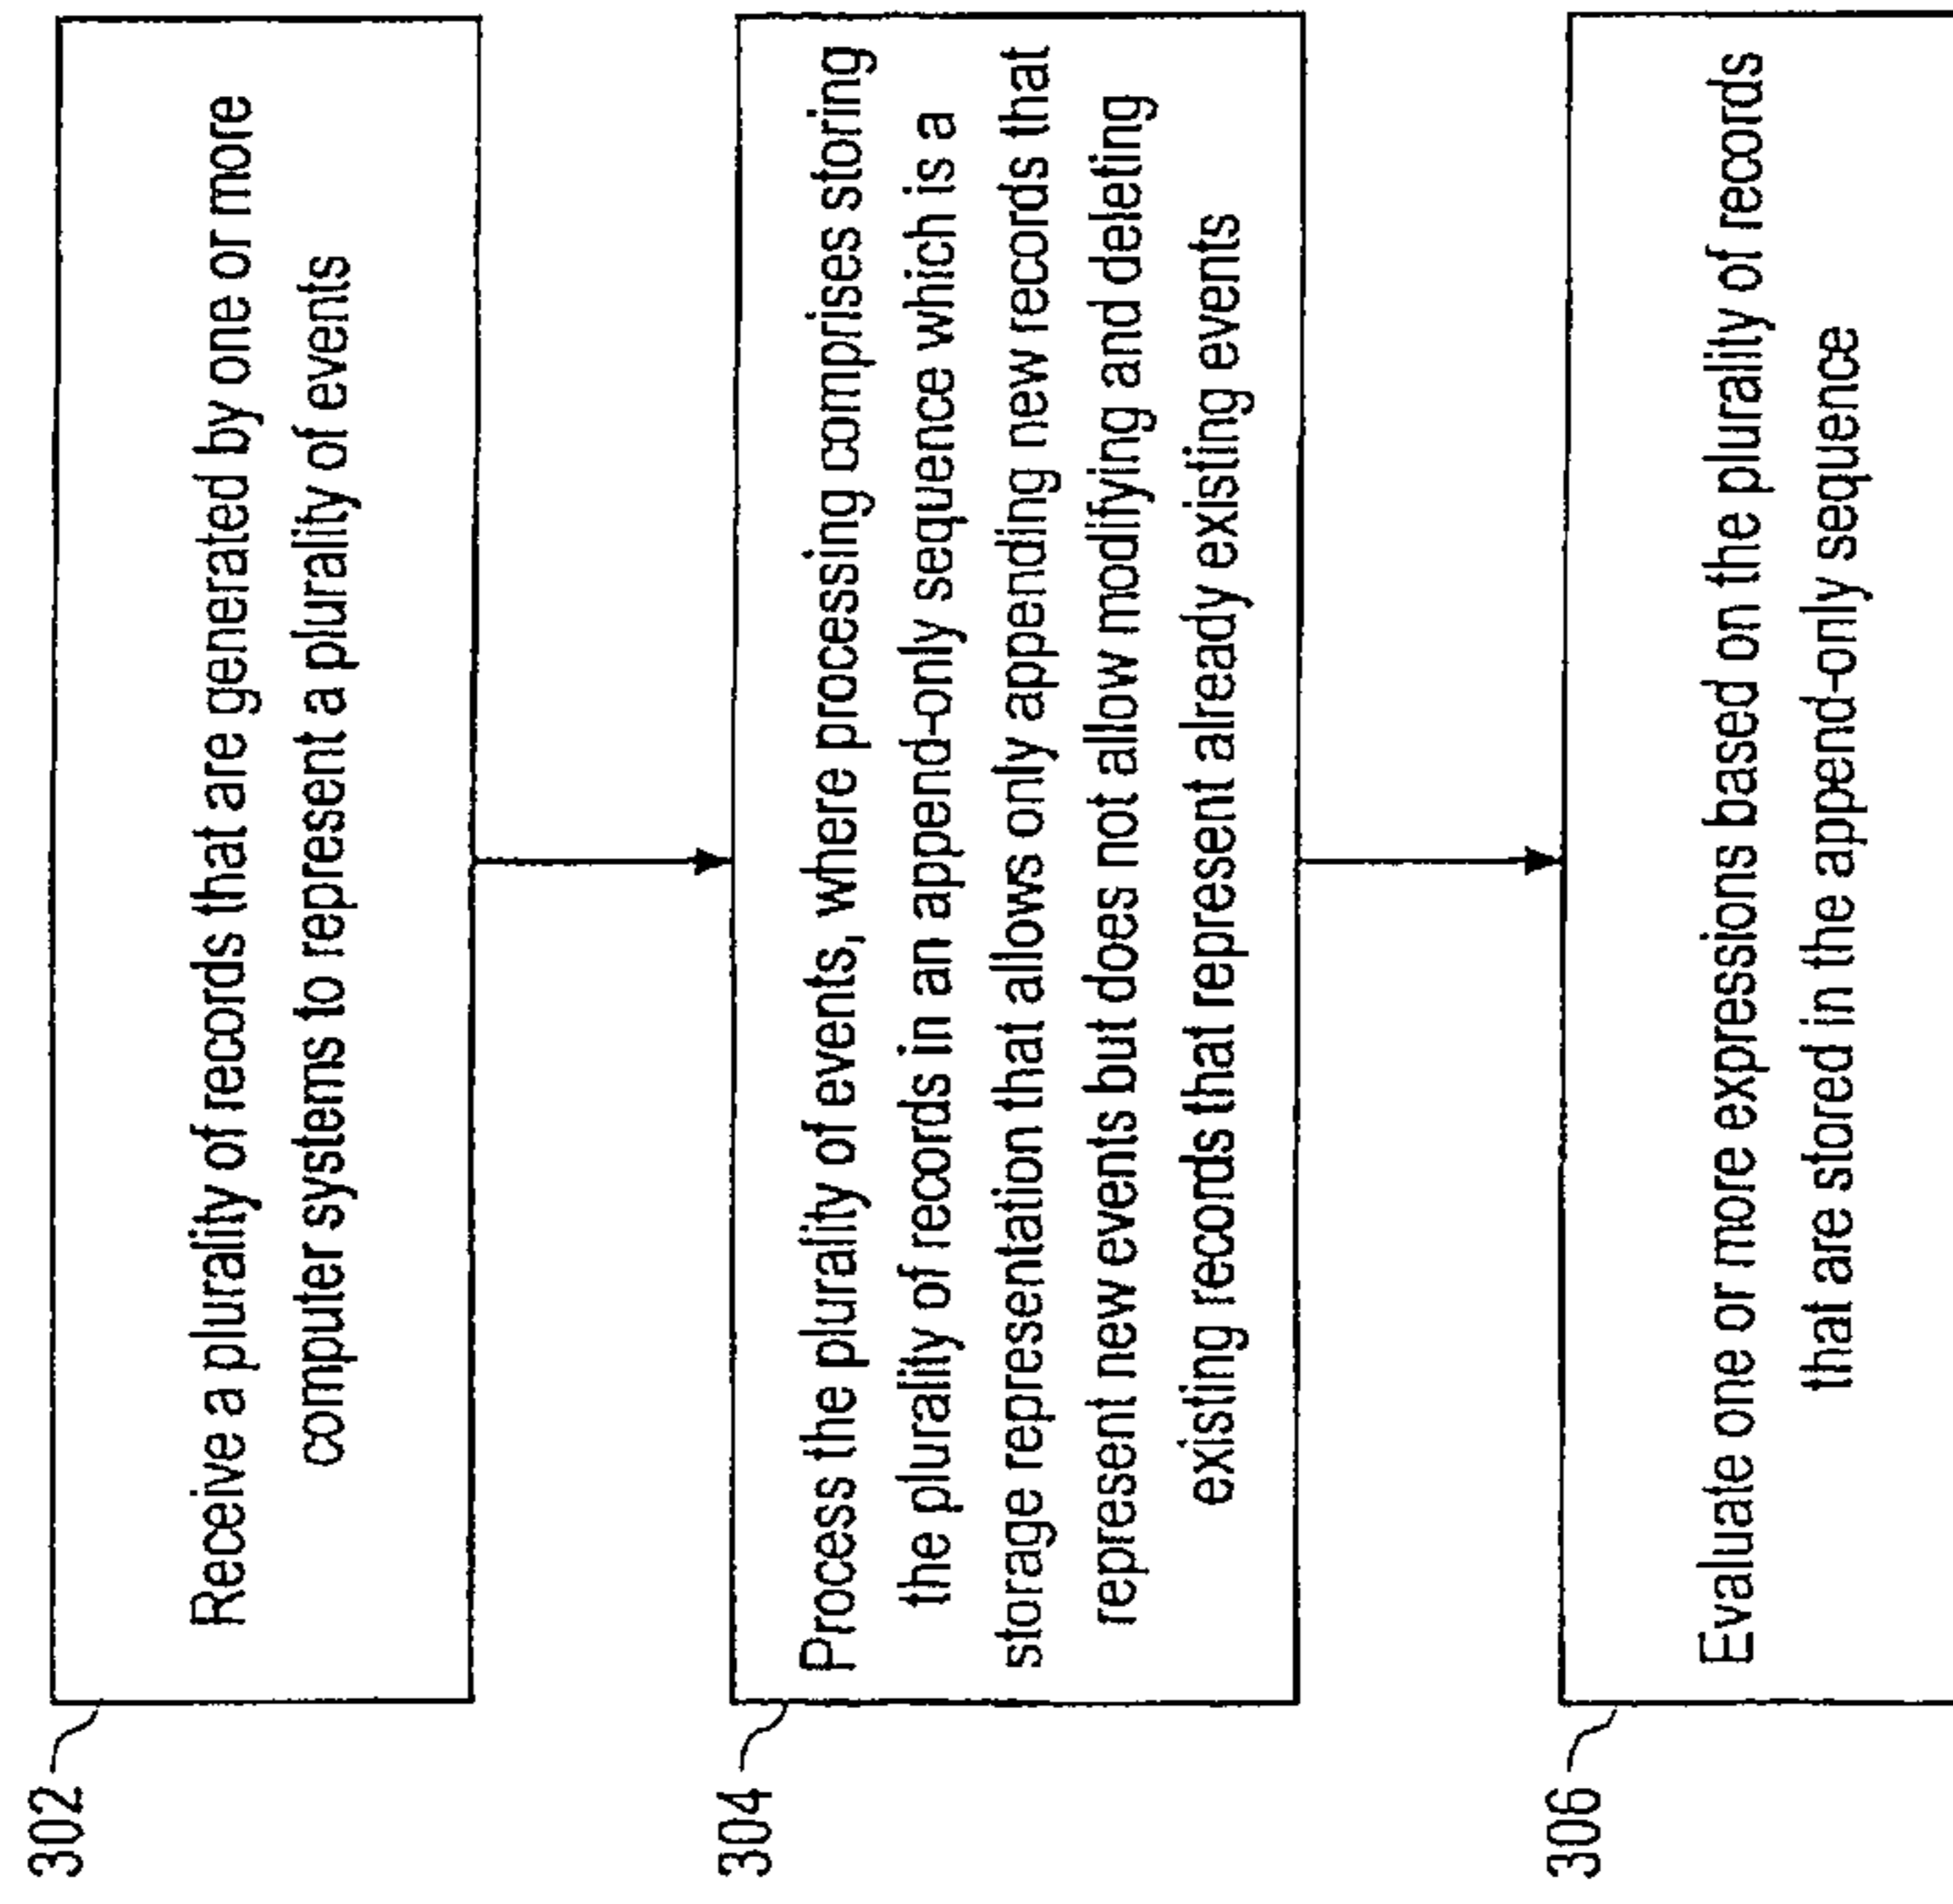 302
Receive a plurality of records that are generated by one or more
computer systems to represent a plurality of events
304
Process the plurality of events, where processing comprises storing
the plurality of records in an append-only sequence which is a
storage representation that allows only appending new records that
represent new events but does not allow modifying and deleting
existing records that represent already existing events
306
Evaluate one or more expressions based on the plurality of records
that are stored in the append-only sequence